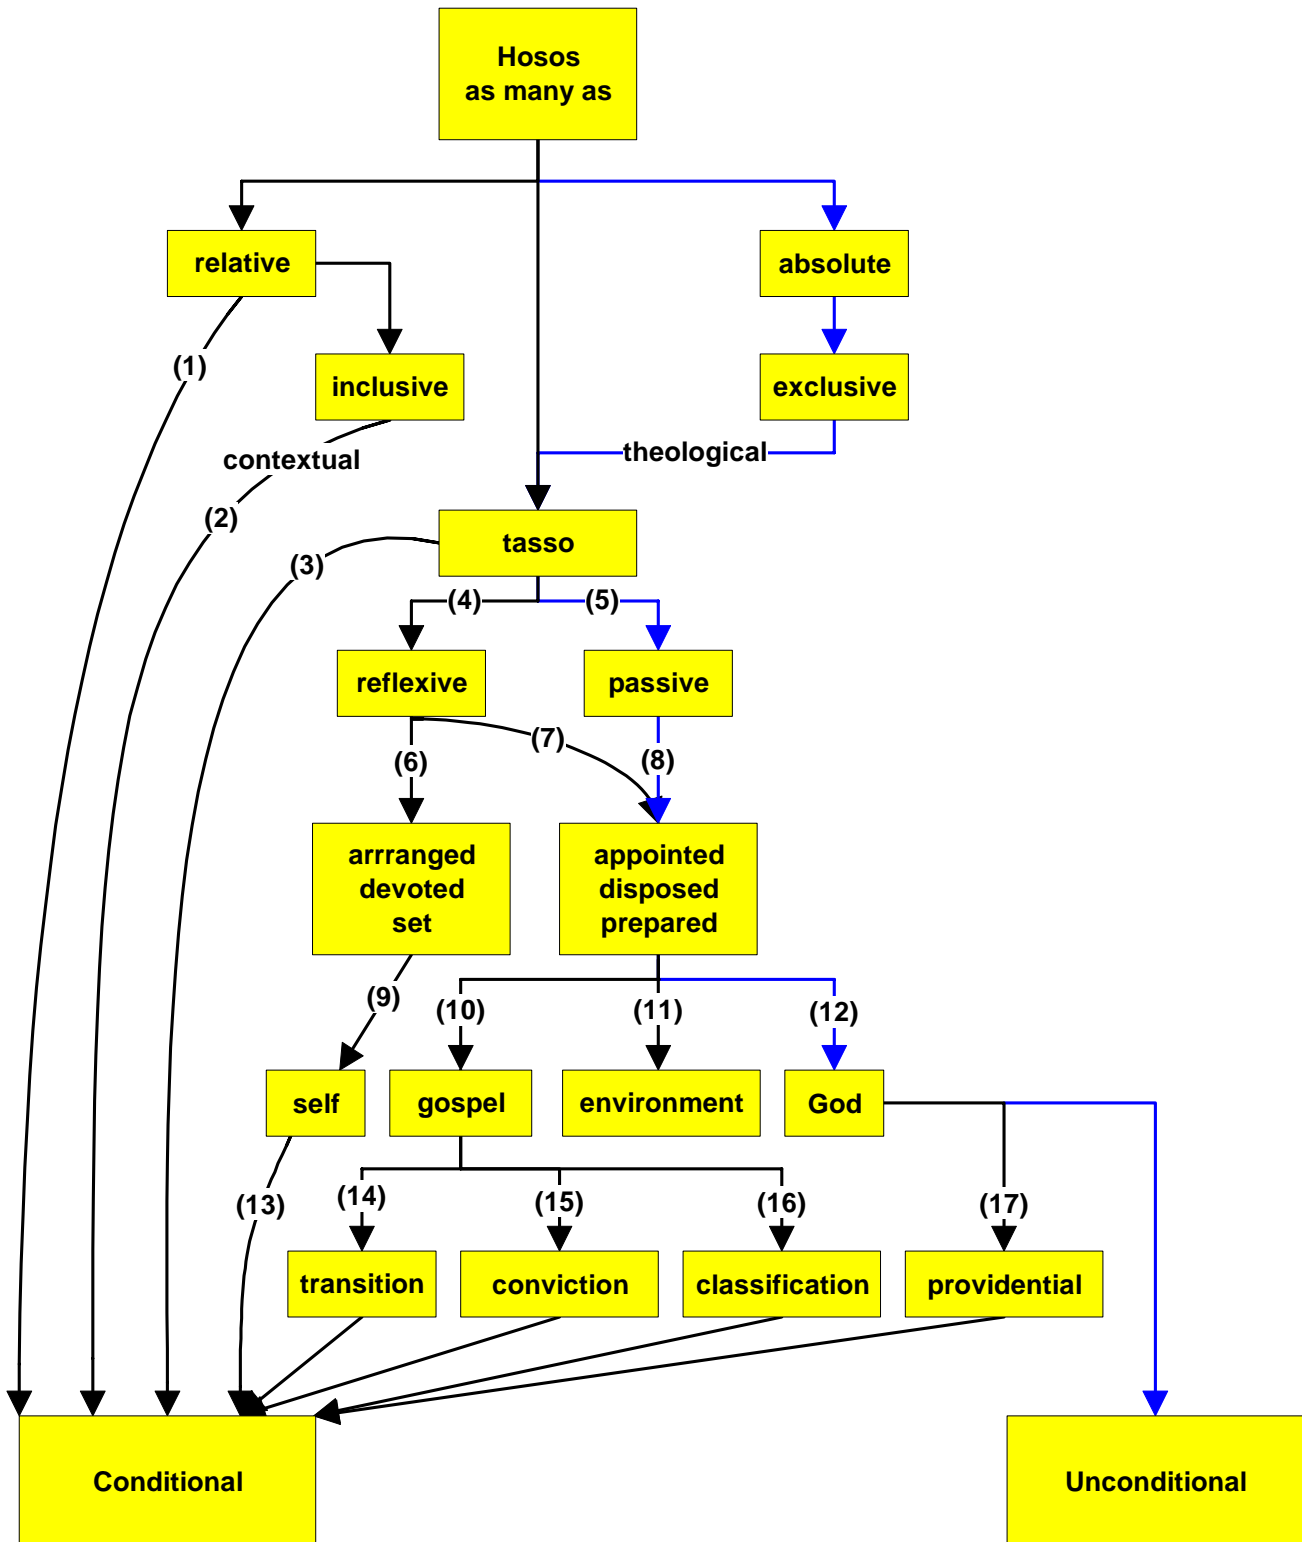 Hosos
as many as
relative
absolute
(1)
inclusive
exclusive
contextual
theological
(2)
tasso
(3)
(4)
(5)
reflexive
passive
(6)
(7)
(8)
arrranged
devoted
set
appointed
disposed
prepared
(9)
(10)
(11)
(12)
self
gospel
environment
God
(13)
(14)
(15)
(16)
(17)
transition
conviction
classification
providential
Conditional
Unconditional